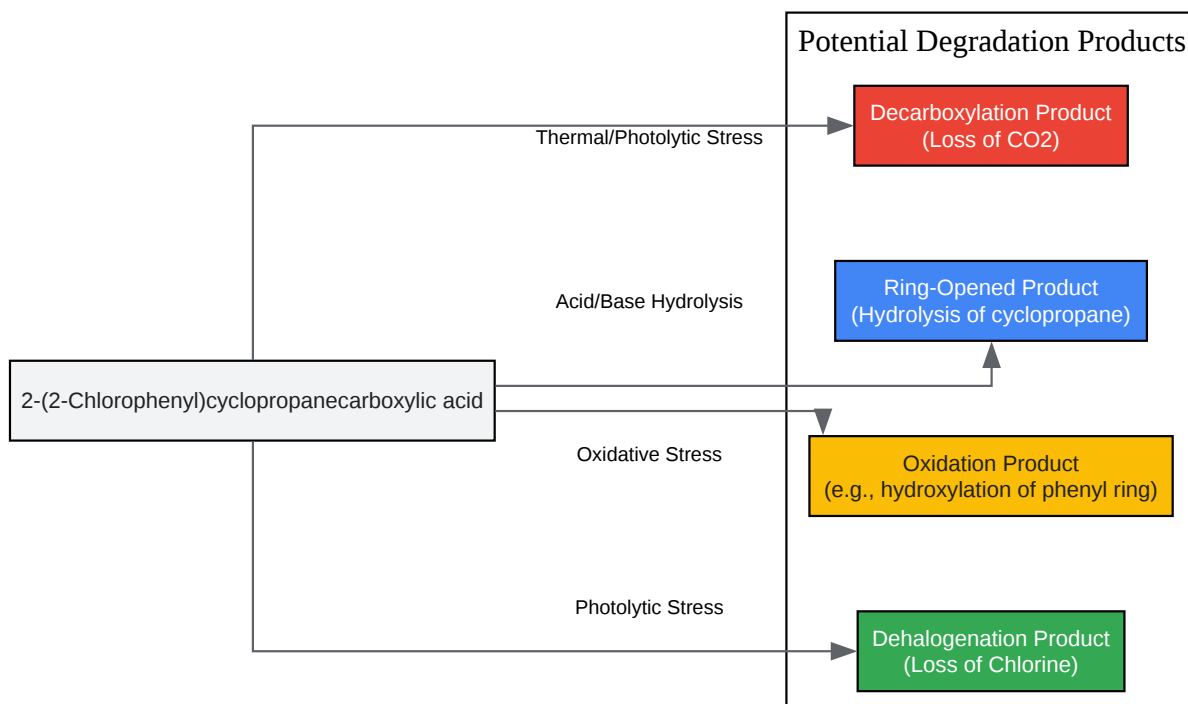 Potential Degradation Products
Decarboxylation Product
(Loss of CO2)
Thermal/Photolytic Stress
Ring-Opened Product
(Hydrolysis of cyclopropane)
Acid/Base Hydrolysis
2-(2-Chlorophenyl)cyclopropanecarboxylic acid
Oxidative Stress
Oxidation Product
(e.g., hydroxylation of phenyl ring)
Photolytic Stress
Dehalogenation Product
(Loss of Chlorine)